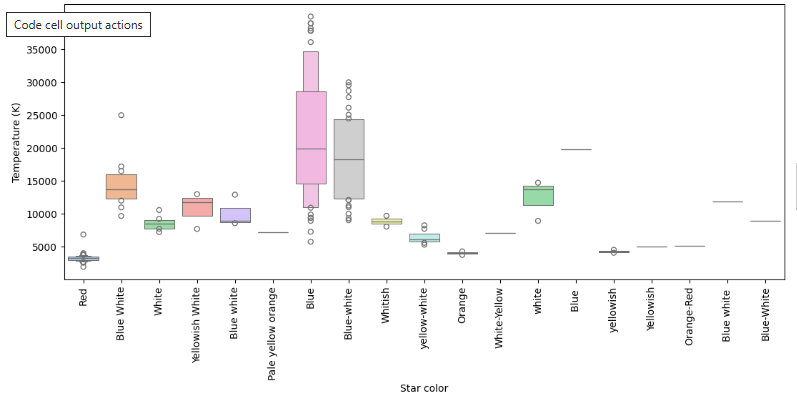 Code cell output actions
35000
30000
25000
20000
15000
10000
5000
Temperature (K)
Red
Blue White
White
Yellowish White
Blue white
Pale yellow orange
Blue
Blue-white
Whitish
yellow-white
Orange
White-Yellow
white
Blue
yellowish
Yellowish
Orange-Red
Blue white
Blue-White
Star color